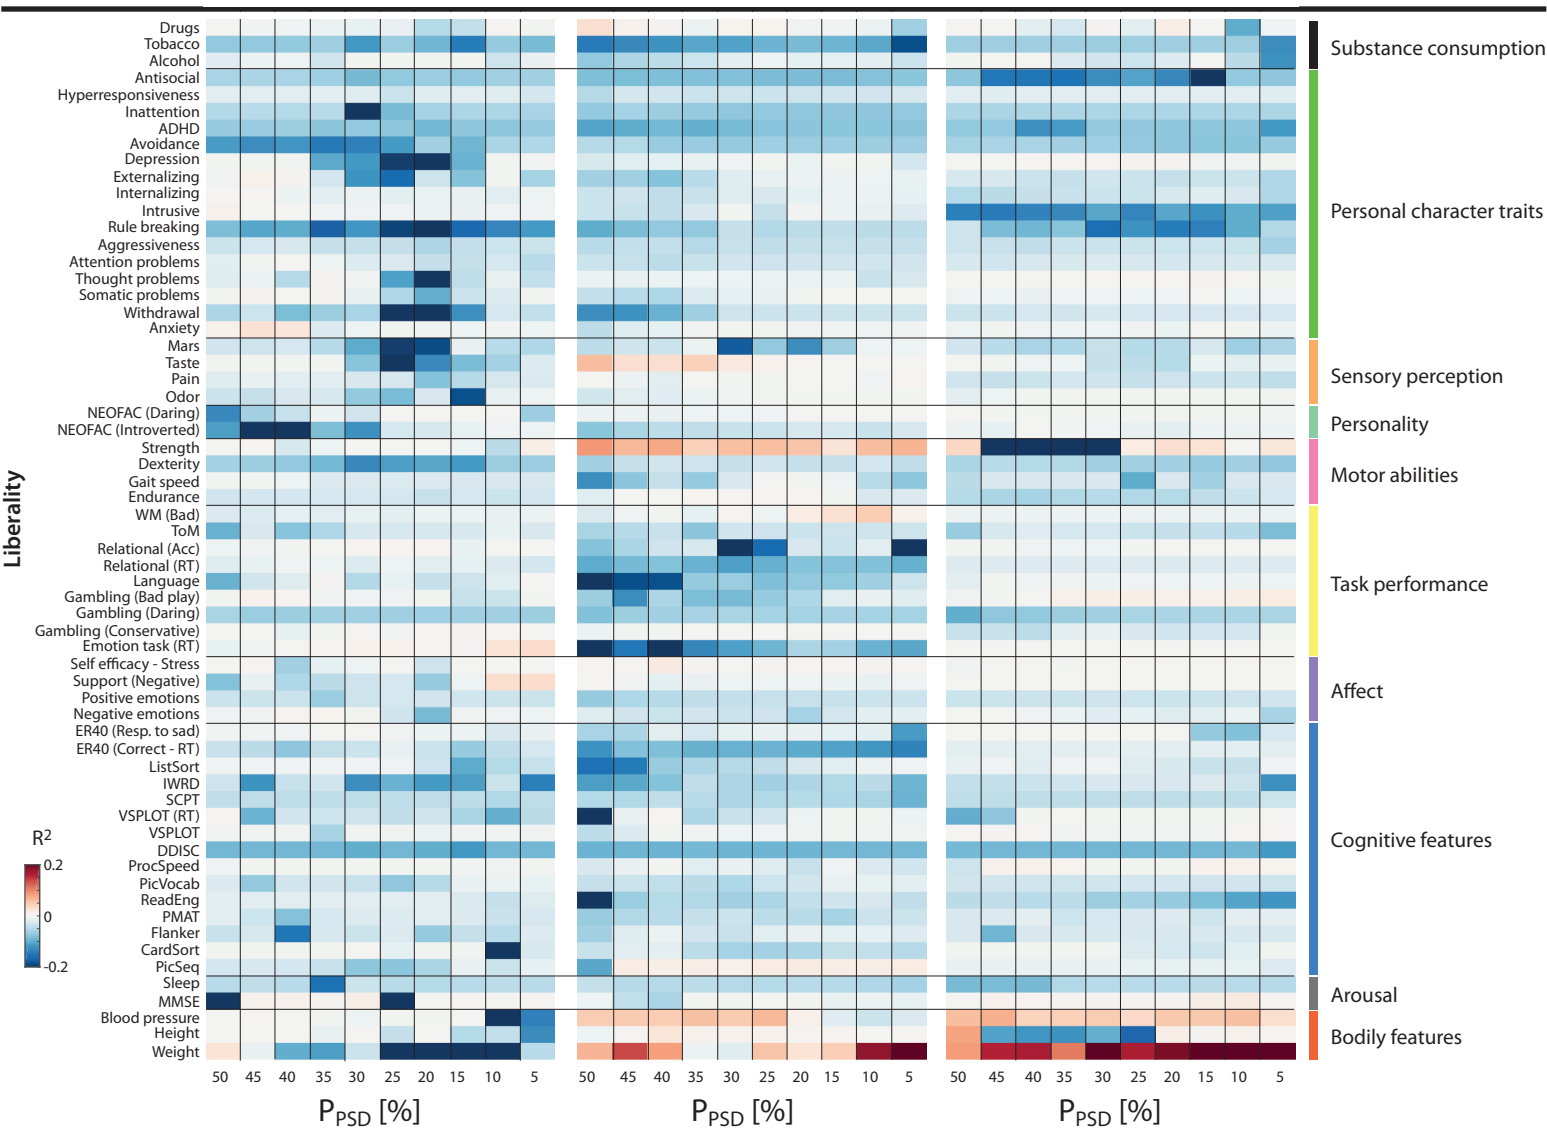 Drugs
Tobacco
Alcohol
Antisocial
Hyperresponsiveness
Inattention
ADHD
Avoidance
Depression
Externalizing
Internalizing
Intrusive
Rule breaking
Aggressiveness
Attention problems
Thought problems
Somatic problems
Withdrawal
Anxiety
Mars
Taste
Pain
Odor
NEOFAC (Daring)
NEOFAC (Introverted)
Strength
Dexterity
Gait speed
Endurance
WM (Bad)
ToM
Relational (Acc)
Relational (RT)
Language
Gambling (Bad play)
Gambling (Daring)
Gambling (Conservative)
Emotion task (RT)
Self efficacy - Stress
Support (Negative)
Positive emotions
Negative emotions
ER40 (Resp. to sad)
ER40 (Correct - RT)
ListSort
IWRD
SCPT
VSPLOT (RT)
VSPLOT
DDISC
ProcSpeed
PicVocab
ReadEng
PMAT
Flanker
CardSort
PicSeq
Sleep
MMSE
Blood pressure
Height
Weight
Liberality
R2
0.2
0
-0.2
50 45 40 35 30 25 20 15 10 5
50 45 40 35 30 25 20 15 10 5
50 45 40 35 30 25 20 15 10 5
PPSD [%]
PPSD [%]
PPSD [%]
Substance consumption
Personal character traits
Sensory perception
Personality
Motor abilities
Task performance
Affect
Cognitive features
Arousal
Bodily features